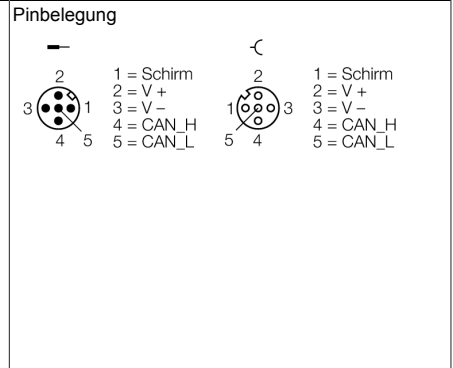 Pinbelegung
2
3 1
4 5
1 = Schirm
2 = V +
3 = V –
4 = CAN_H
5 = CAN_L
2
1 3
5 4
1 = Schirm
2 = V +
3 = V –
4 = CAN_H
5 = CAN_L